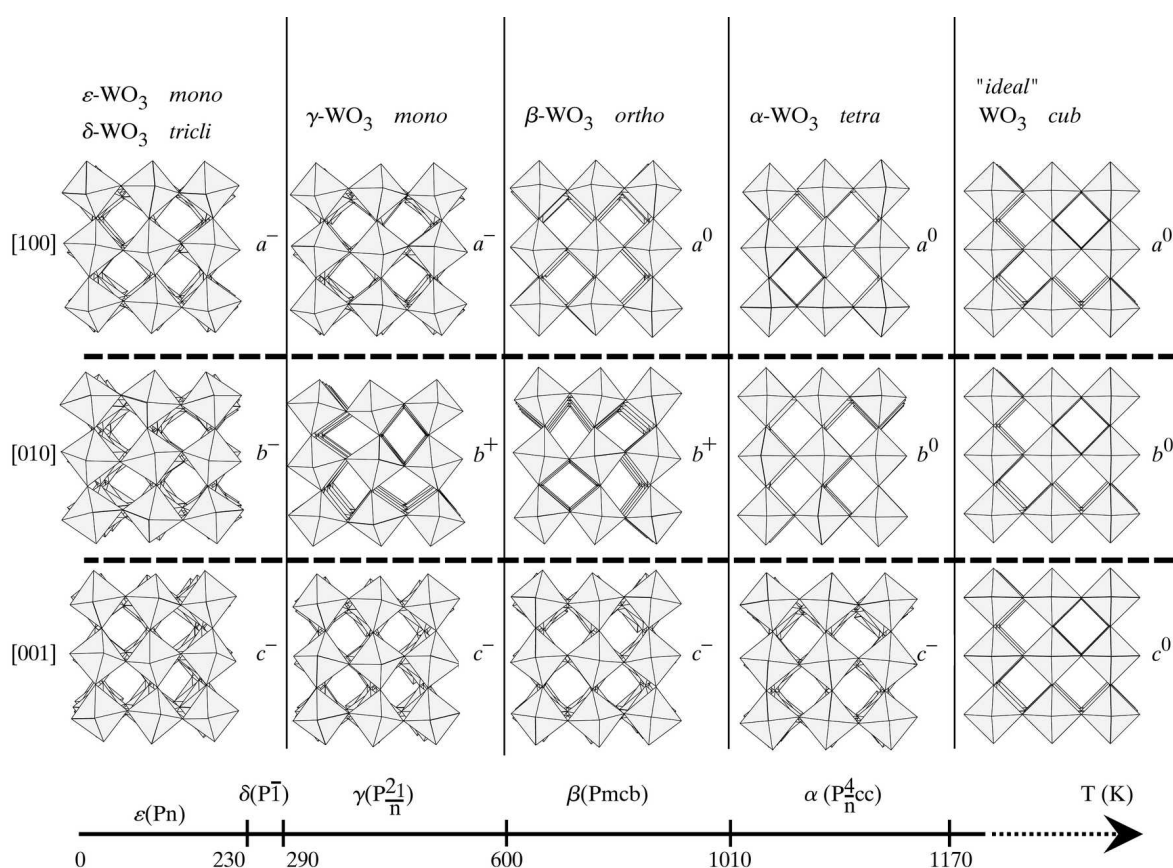 ε-WO3 mono
δ-WO3 tricli
γ-WO3 mono
β-WO3 ortho
α-WO3 tetra
"ideal"
WO3 cub
[100]
a−
a−
a0
a0
a0
[010]
b−
b+
b+
b0
b0
[001]
c−
c−
c−
c−
c0
ε(Pn)
δ(P1̅)
γ(P21/n)
β(Pmcb)
α (P4/ncc)
T (K)
0
230
290
600
1010
1170